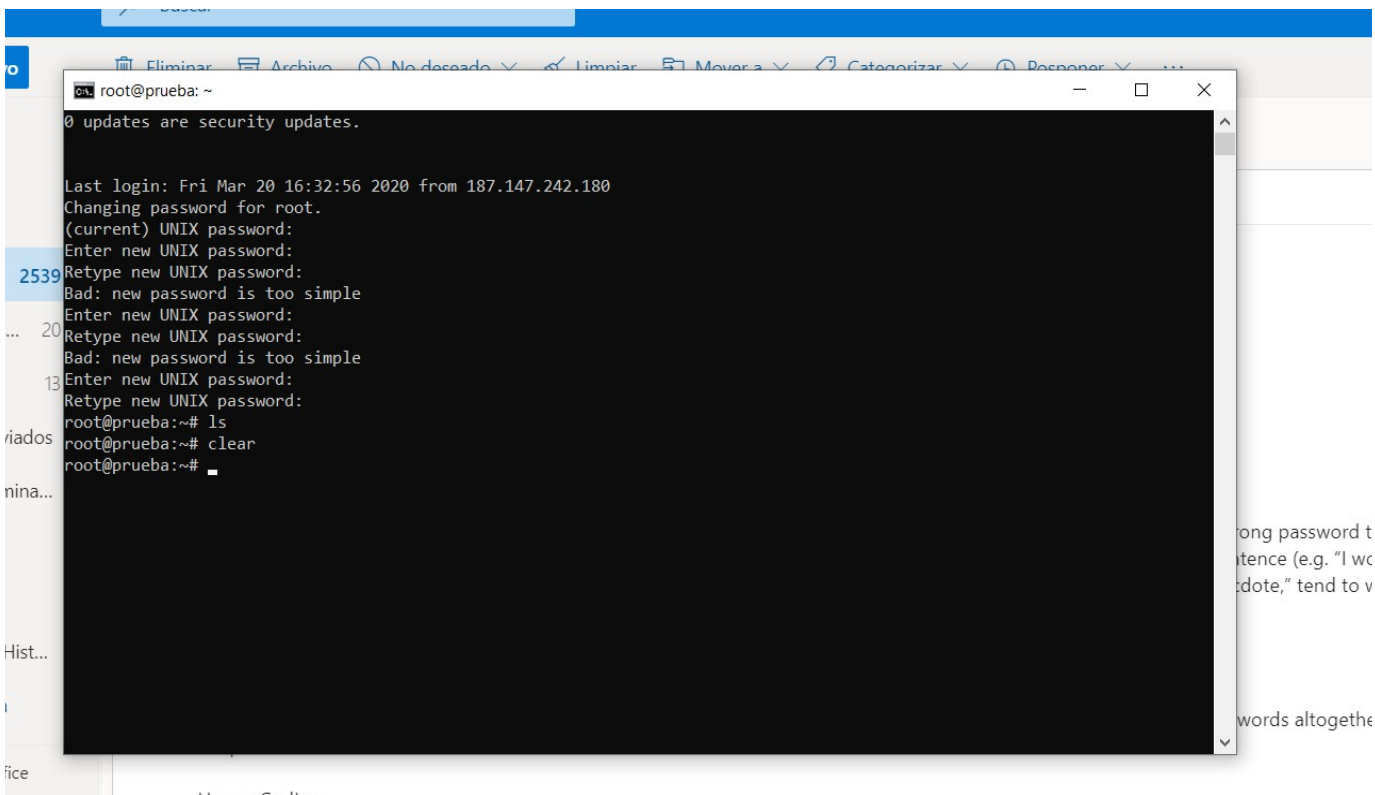 Eliminar Archivo No deseado Limpiar Mover a Categorizar Posponer ...
root@prueba: ~
0 updates are security updates.
Last login: Fri Mar 20 16:32:56 2020 from 187.147.242.180
Changing password for root.
(current) UNIX password:
Enter new UNIX password:
2539
Retype new UNIX password:
Bad: new password is too simple
Enter new UNIX password:
... 20
Retype new UNIX password:
Bad: new password is too simple
13
Enter new UNIX password:
Retype new UNIX password:
root@prueba:~# ls
viados
root@prueba:~# clear
root@prueba:~#
mina...
rong password t
ntence (e.g. "I wo
cdote," tend to
Hist...
words altogethe
fice